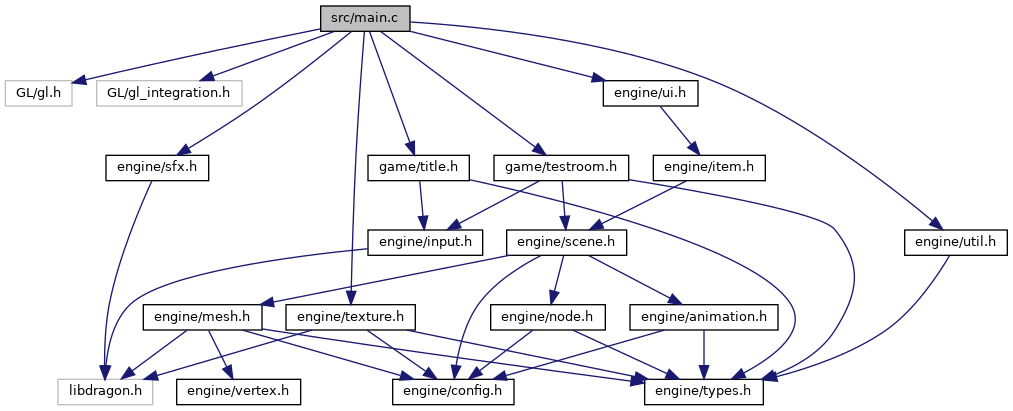 src/main.c
GL/gl.h
GL/gl_integration.h
engine/ui.h
engine/sfx.h
game/title.h
game/testroom.h
engine/item.h
engine/input.h
engine/scene.h
engine/util.h
engine/mesh.h
engine/texture.h
engine/node.h
engine/animation.h
libdragon.h
engine/vertex.h
engine/config.h
engine/types.h